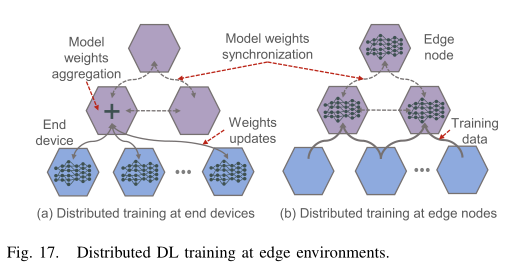 Model
weights
aggregation
Model weights
synchronization
Edge
node
+
End
device
Weights
updates
Training
data
(a) Distributed training at end devices
(b) Distributed training at edge nodes
Fig. 17. Distributed DL training at edge environments.